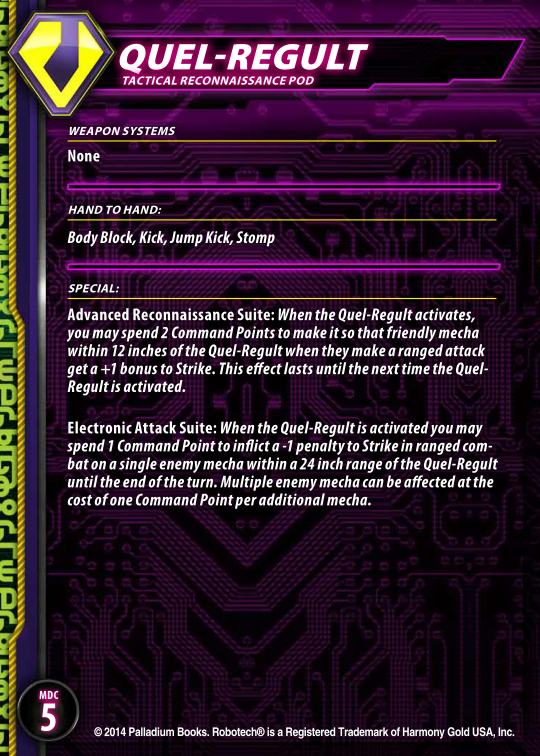 QUEL-REGULT
TACTICAL RECONNAISSANCE POD
WEAPON SYSTEMS
None
HAND TO HAND:
Body Block, Kick, Jump Kick, Stomp
SPECIAL:
Advanced Reconnaissance Suite: When the Quel-Regult activates,
you may spend 2 Command Points to make it so that friendly mecha
within 12 inches of the Quel-Regult when they make a ranged attack
get a +1 bonus to Strike. This effect lasts until the next time the Quel-
Regult is activated.
Electronic Attack Suite: When the Quel-Regult is activated you may
spend 1 Command Point to inflict a -1 penalty to Strike in ranged com-
bat on a single enemy mecha within a 24 inch range of the Quel-Regult
until the end of the turn. Multiple enemy mecha can be affected at the
cost of one Command Point per additional mecha.
MDC
5
© 2014 Palladium Books. Robotech® is a Registered Trademark of Harmony Gold USA, Inc.